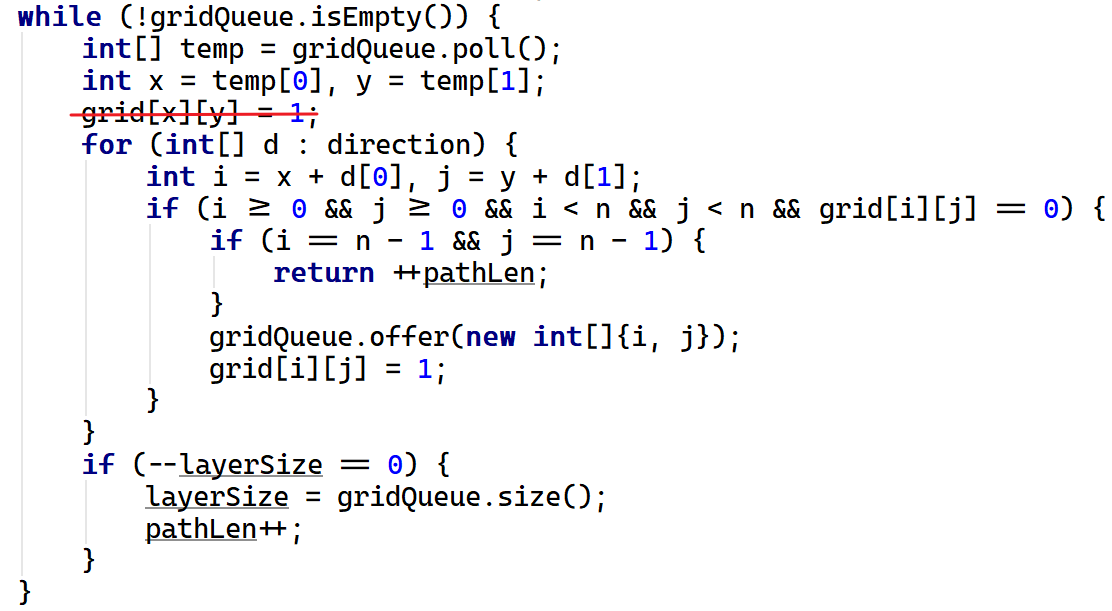 while (!gridQueue.isEmpty()) {
    int[] temp = gridQueue.poll();
    int x = temp[0], y = temp[1];
    grid[x][y] = 1;
    for (int[] d : direction) {
        int i = x + d[0], j = y + d[1];
        if (i ≥ 0 && j ≥ 0 && i < n && j < n && grid[i][j] == 0) {
            if (i == n - 1 && j == n - 1) {
                return ++pathLen;
            }
            gridQueue.offer(new int[]{i, j});
            grid[i][j] = 1;
        }
    }
    if (--layerSize == 0) {
        layerSize = gridQueue.size();
        pathLen++;
    }
}